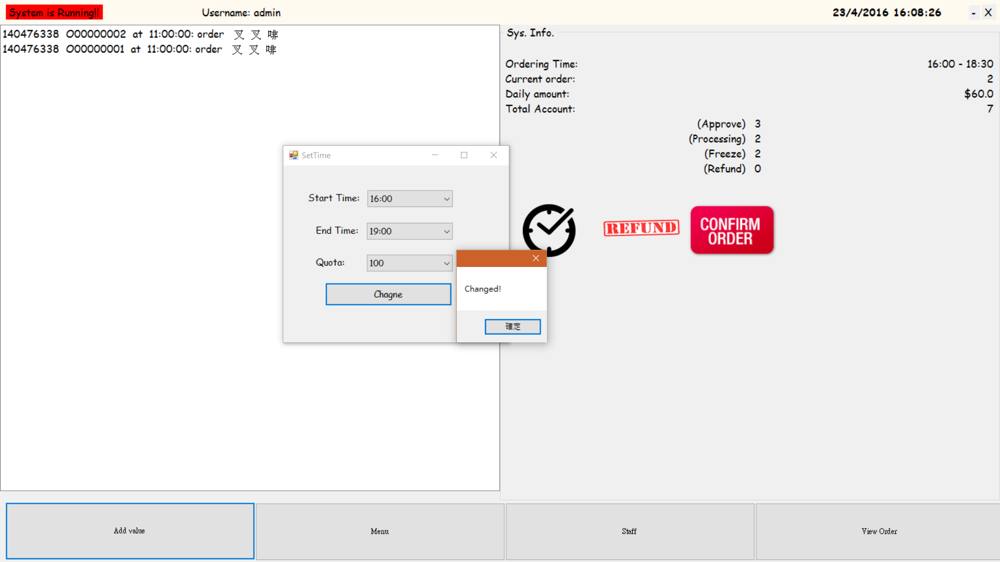 System is Running!!
Username: admin
23/4/2016 16:08:26
-
X
140476338 O00000002 at 11:00:00: order 叉 叉 啡
140476338 O00000001 at 11:00:00: order 叉 叉 啡
Sys. Info.
Ordering Time: 16:00 - 18:30
Current order: 2
Daily amount: $60.0
Total Account: 7
(Approve) 3
(Processing) 2
(Freeze) 2
(Refund) 0
REFUND
CONFIRM
ORDER
SetTime
Start Time: 16:00
End Time: 19:00
Quota: 100
Chagne
Changed!
確定
Add value
Menu
Staff
View Order